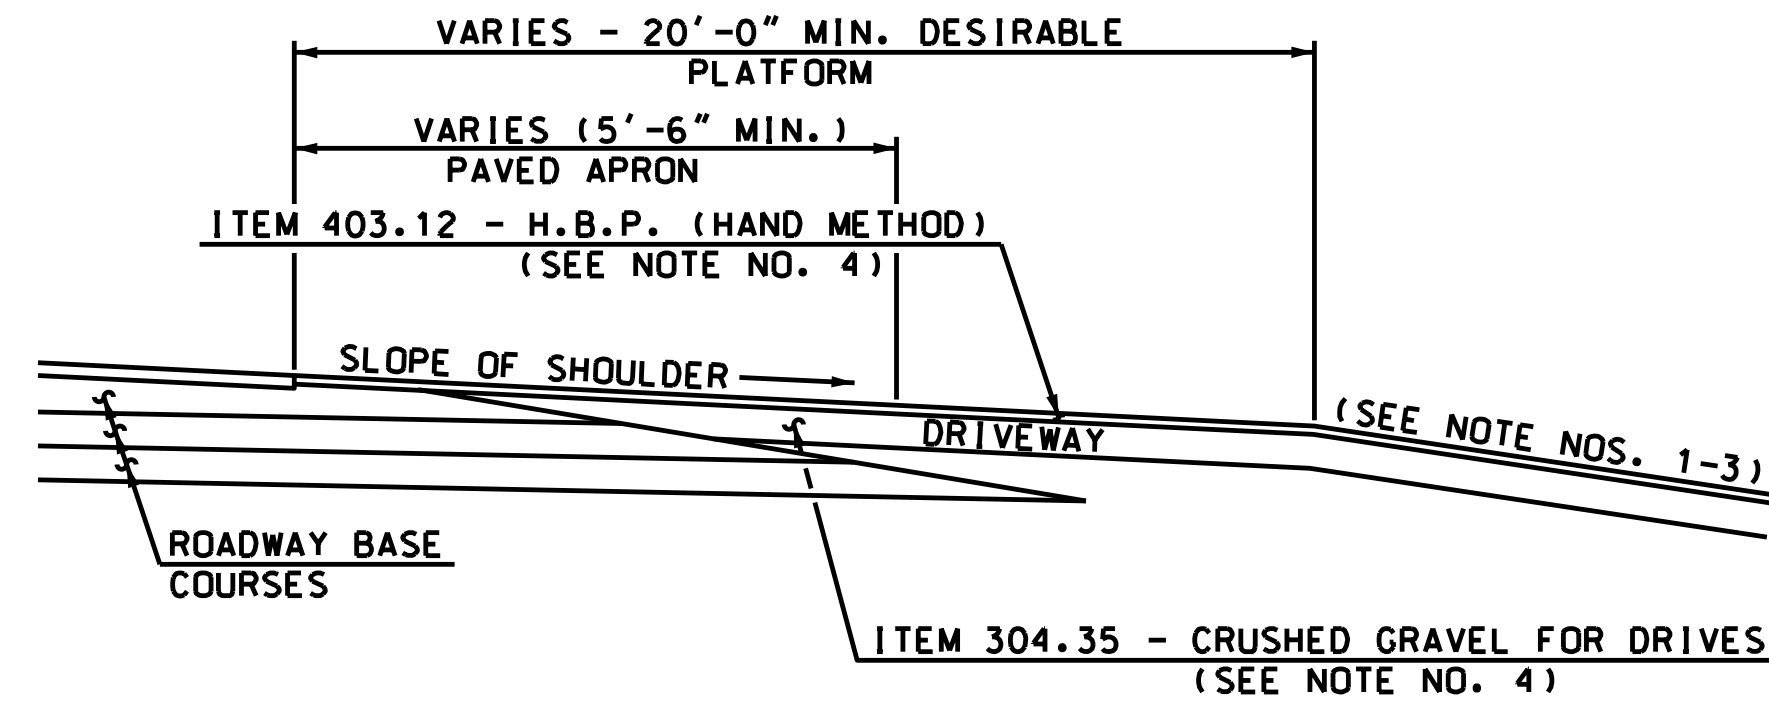 VARIES - 20'-0" MIN. DESIRABLE
PLATFORM
VARIES (5'-6" MIN.)
PAVED APRON
ITEM 403.12 - H.B.P. (HAND METHOD)
(SEE NOTE NO. 4)
SLOPE OF SHOULDER
(SEE NOTE NOS. 1-3)
DRIVEWAY
ROADWAY BASE
COURSES
ITEM 304.35 - CRUSHED GRAVEL FOR DRIVES
(SEE NOTE NO. 4)